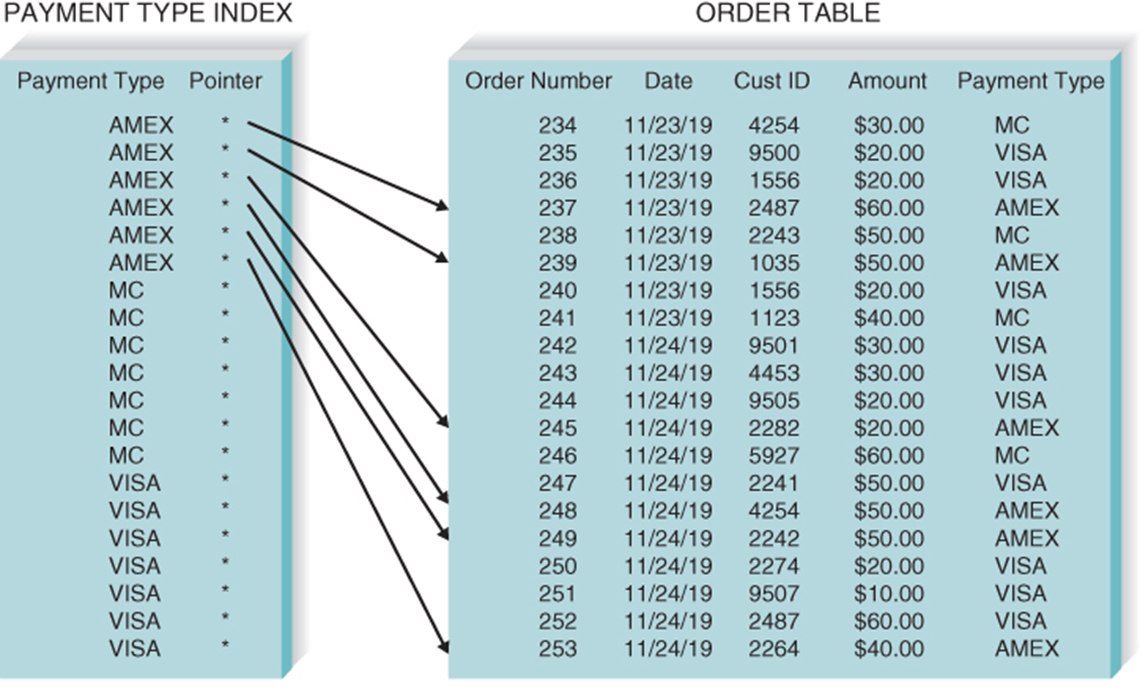 PAYMENT TYPE INDEX
Payment Type Pointer
AMEX *
AMEX *
AMEX *
AMEX *
AMEX *
AMEX *
MC *
MC *
MC *
MC *
MC *
MC *
MC *
VISA *
VISA *
VISA *
VISA *
VISA *
VISA *
VISA *
ORDER TABLE
Order Number Date Cust ID Amount Payment Type
234 11/23/19 4254 $30.00 MC
235 11/23/19 9500 $20.00 VISA
236 11/23/19 1556 $20.00 VISA
237 11/23/19 2487 $60.00 AMEX
238 11/23/19 2243 $50.00 MC
239 11/23/19 1035 $50.00 AMEX
240 11/23/19 1556 $20.00 VISA
241 11/23/19 1123 $40.00 MC
242 11/24/19 9501 $30.00 VISA
243 11/24/19 4453 $30.00 VISA
244 11/24/19 9505 $20.00 VISA
245 11/24/19 2282 $20.00 AMEX
246 11/24/19 5927 $60.00 MC
247 11/24/19 2241 $50.00 VISA
248 11/24/19 4254 $50.00 AMEX
249 11/24/19 2242 $50.00 AMEX
250 11/24/19 2274 $20.00 VISA
251 11/24/19 9507 $10.00 VISA
252 11/24/19 2487 $60.00 VISA
253 11/24/19 2264 $40.00 AMEX